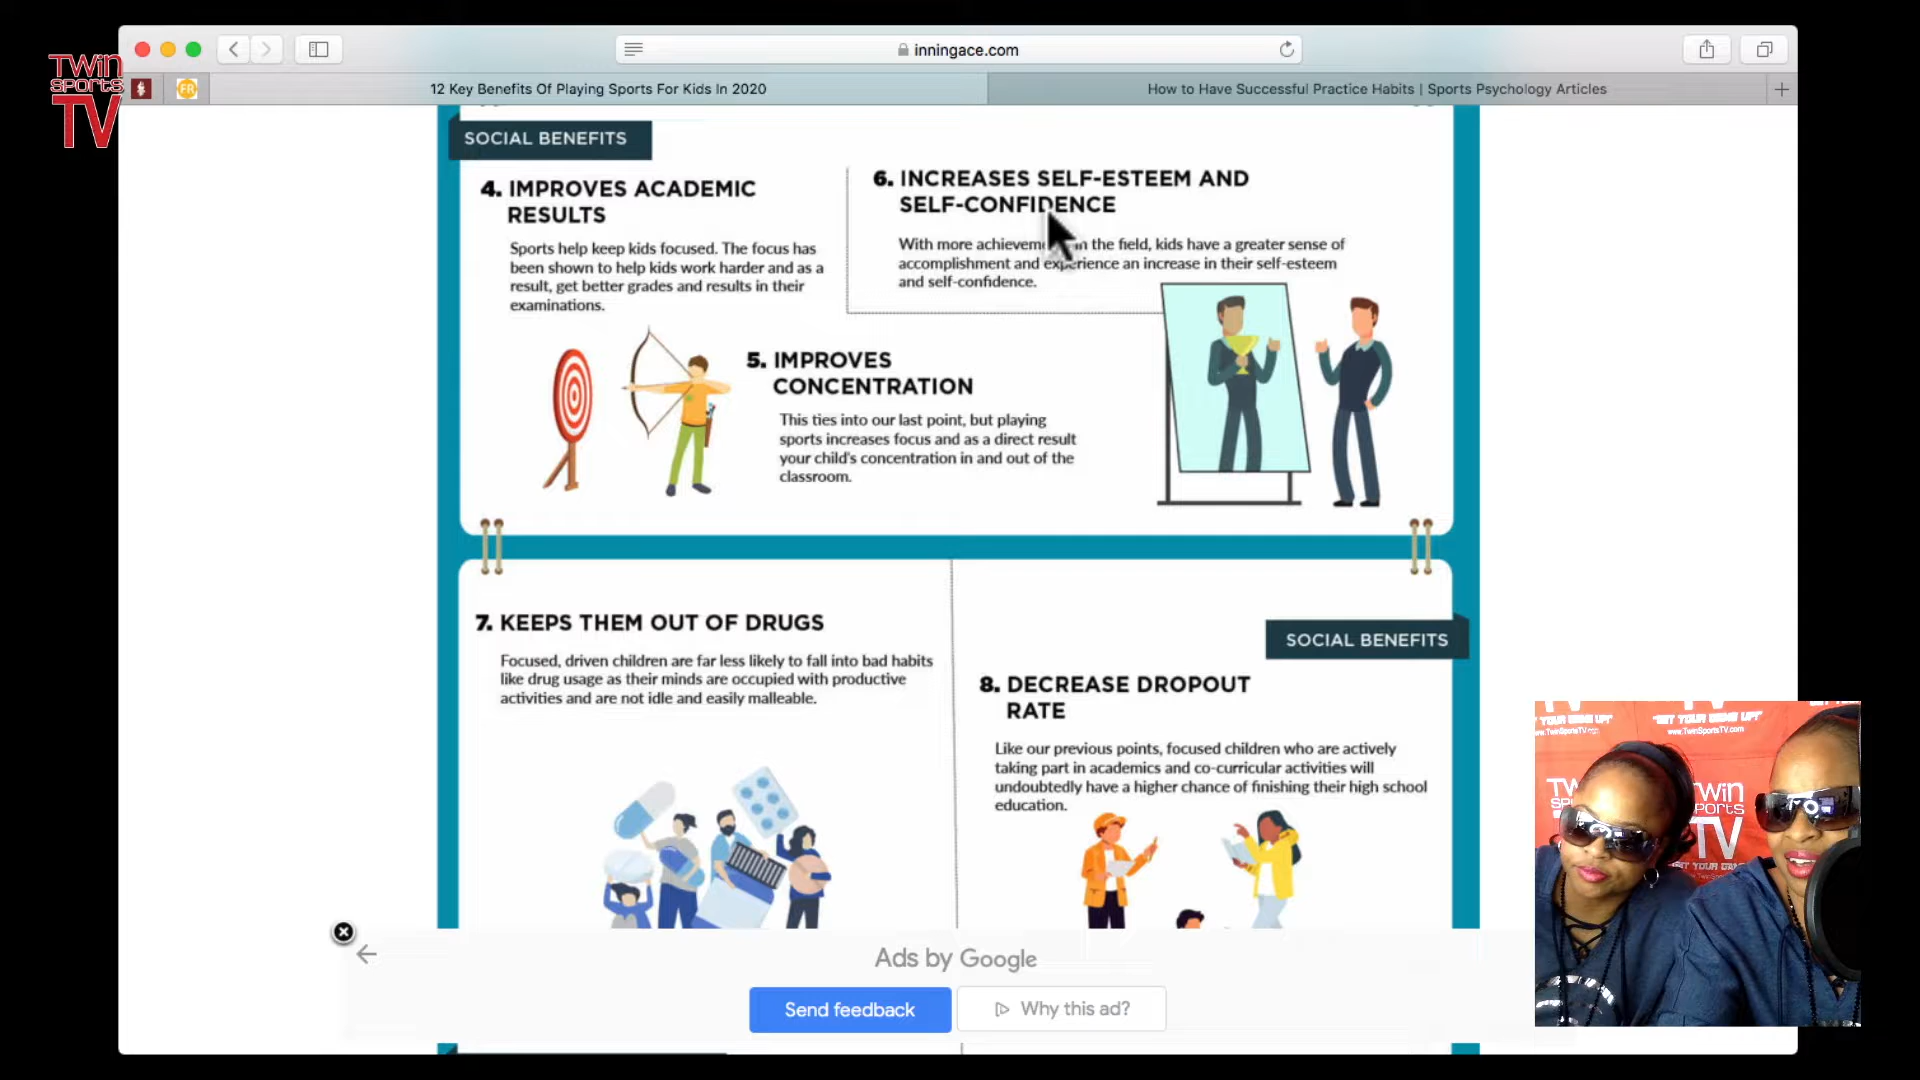 Twin
Sports
TV
inningace.com
FR
12 Key Benefits Of Playing Sports For Kids In 2020
How to Have Successful Practice Habits | Sports Psychology Articles
SOCIAL BENEFITS
4. IMPROVES ACADEMIC
RESULTS
Sports help keep kids focused. The focus has
been shown to help kids work harder and as a
result, get better grades and results in their
examinations.
6. INCREASES SELF-ESTEEM AND
SELF-CONFIDENCE
With more in the field, kids have a greater sense of
accomplishment and experience an increase in their self-esteem
and self-confidence.
5. IMPROVES
CONCENTRATION
This ties into our last point, but playing
sports increases focus and as a direct result
your child's concentration in and out of the
classroom.
7. KEEPS THEM OUT OF DRUGS
Focused, driven children are far less likely to fall into bad habits
like drug usage as their minds are occupied with productive
activities and are not idle and easily malleable.
SOCIAL BENEFITS
8. DECREASE DROPOUT
RATE
Like our previous points, focused children who are actively
taking part in academics and co-curricular activities will
undoubtedly have a higher chance of finishing their high school
education.
Ads by Google
Send feedback
Why this ad?
"GET YOUR GAME UP!"
www.TwinSportsTV.com
Twin
Sports
TV